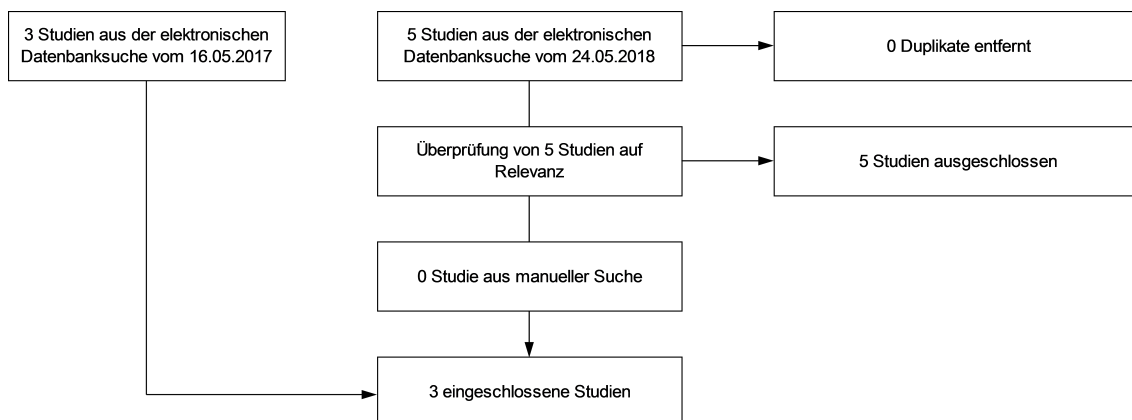 3 Studien aus der elektronischen
Datenbanksuche vom 16.05.2017
5 Studien aus der elektronischen
Datenbanksuche vom 24.05.2018
0 Duplikate entfernt
Überprüfung von 5 Studien auf
Relevanz
5 Studien ausgeschlossen
0 Studie aus manueller Suche
3 eingeschlossene Studien